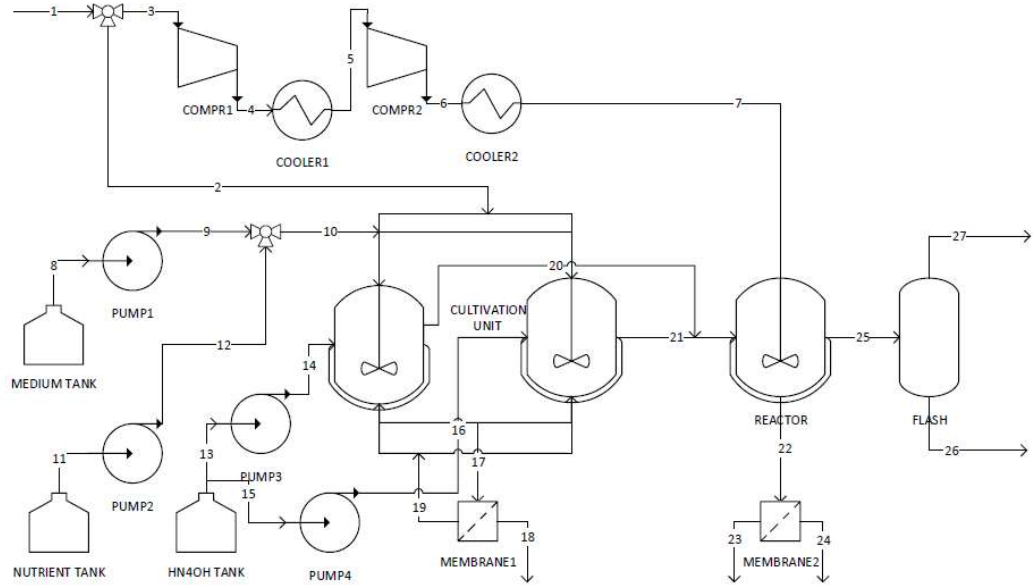 1
3
5
COMPR1
4
COMPR2
6
7
COOLER1
COOLER2
2
9
10
8
27
20
PUMP1
CULTIVATION
UNIT
12
21
25
MEDIUM TANK
14
16
REACTOR
FLASH
11
13
17
22
26
PUMP3
PUMP2
15
19
18
23
24
NUTRIENT TANK
HN4OH TANK
PUMP4
MEMBRANE1
MEMBRANE2